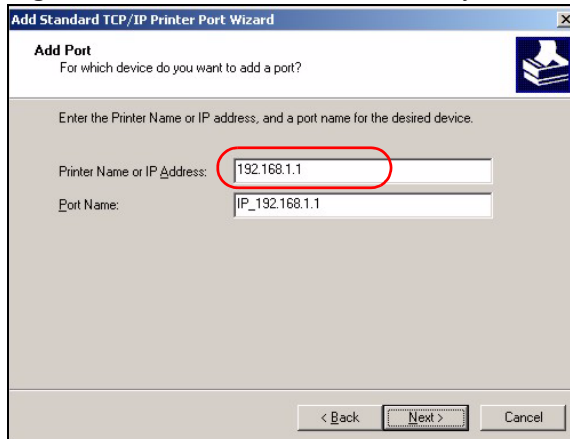 Add Standard TCP/IP Printer Port Wizard
Add Port
For which device do you want to add a port?
Enter the Printer Name or IP address, and a port name for the desired device.
Printer Name or IP Address: 192.168.1.1
Port Name: IP_192.168.1.1
< Back Next > Cancel